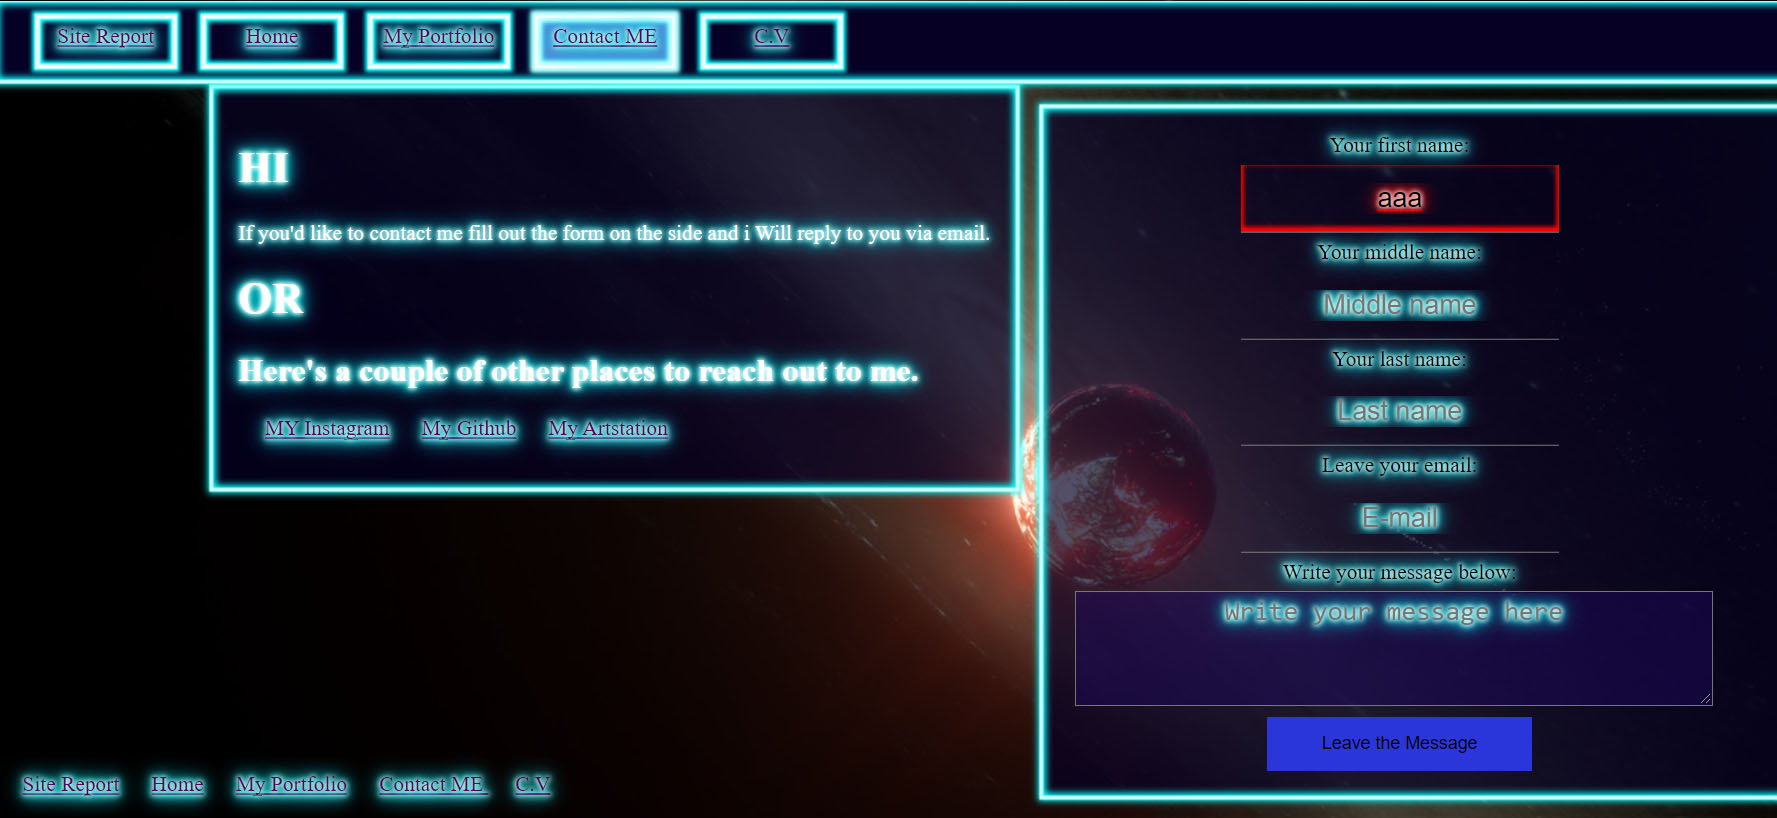 Site Report Home My Portfolio Contact ME C.V
HI
If you'd like to contact me fill out the form on the side and i Will reply to you via email.
OR
Here's a couple of other places to reach out to me.
MY Instagram My Github My Artstation
Your first name:
aaa
Your middle name:
Middle name
Your last name:
Last name
Leave your email:
E-mail
Write your message below:
Write your message here
Leave the Message
Site Report Home My Portfolio Contact ME C.V